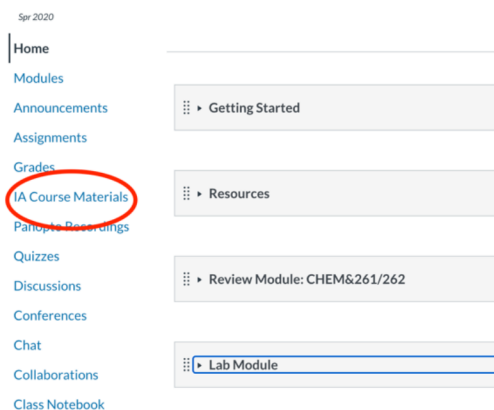 Spr 2020
Home
Modules
Announcements
Assignments
Grades
IA Course Materials
Panopto Recordings
Quizzes
Discussions
Conferences
Chat
Collaborations
Class Notebook
Getting Started
Resources
Review Module: CHEM&261/262
Lab Module